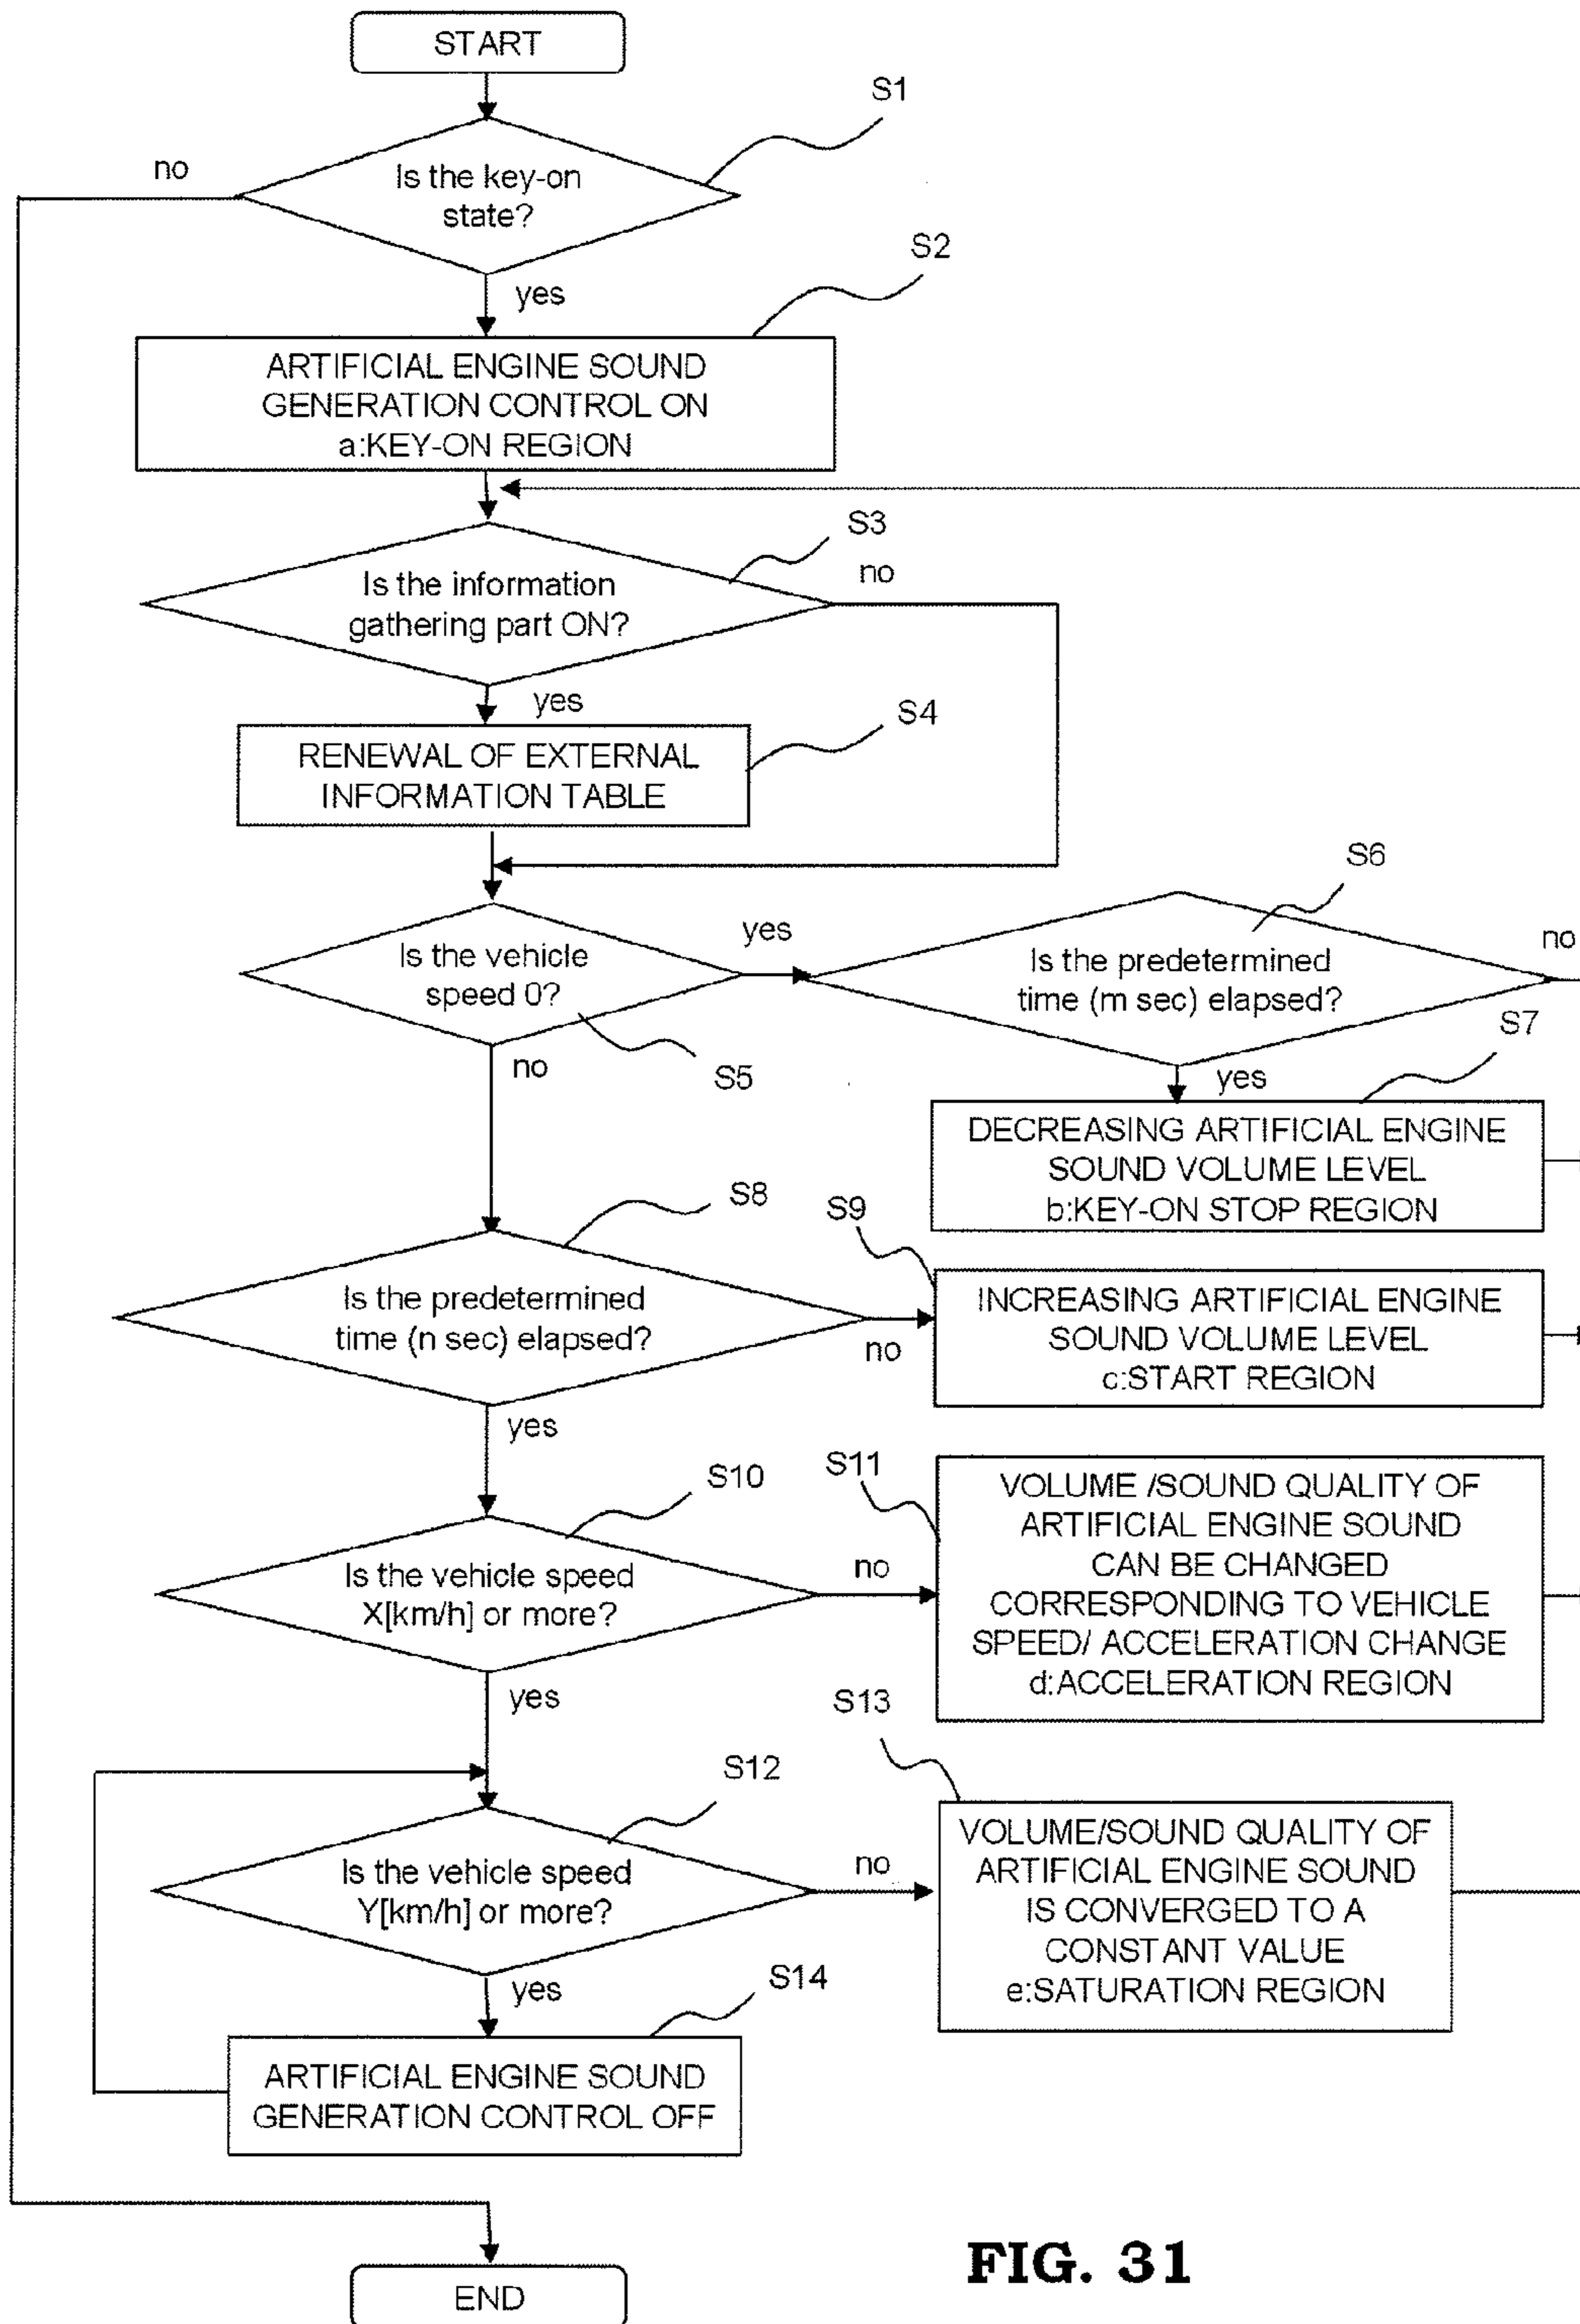 START
S1
no
Is the key-on
state?
S2
yes
ARTIFICIAL ENGINE SOUND
GENERATION CONTROL ON
a:KEY-ON REGION
S3
no
Is the information
gathering part ON?
yes
S4
RENEWAL OF EXTERNAL
INFORMATION TABLE
S6
yes
no
Is the vehicle
speed 0?
Is the predetermined
time (m sec) elapsed?
S7
no
S5
yes
DECREASING ARTIFICIAL ENGINE
SOUND VOLUME LEVEL
b:KEY-ON STOP REGION
S8
S9
Is the predetermined
time (n sec) elapsed?
no
INCREASING ARTIFICIAL ENGINE
SOUND VOLUME LEVEL
c:START REGION
yes
S10
S11
Is the vehicle speed
X[km/h] or more?
no
VOLUME /SOUND QUALITY OF
ARTIFICIAL ENGINE SOUND
CAN BE CHANGED
CORRESPONDING TO VEHICLE
SPEED/ ACCELERATION CHANGE
d:ACCELERATION REGION
yes
S13
S12
Is the vehicle speed
Y[km/h] or more?
no
VOLUME/SOUND QUALITY OF
ARTIFICIAL ENGINE SOUND
IS CONVERGED TO A
CONSTANT VALUE
e:SATURATION REGION
yes
S14
ARTIFICIAL ENGINE SOUND
GENERATION CONTROL OFF
END
FIG. 31